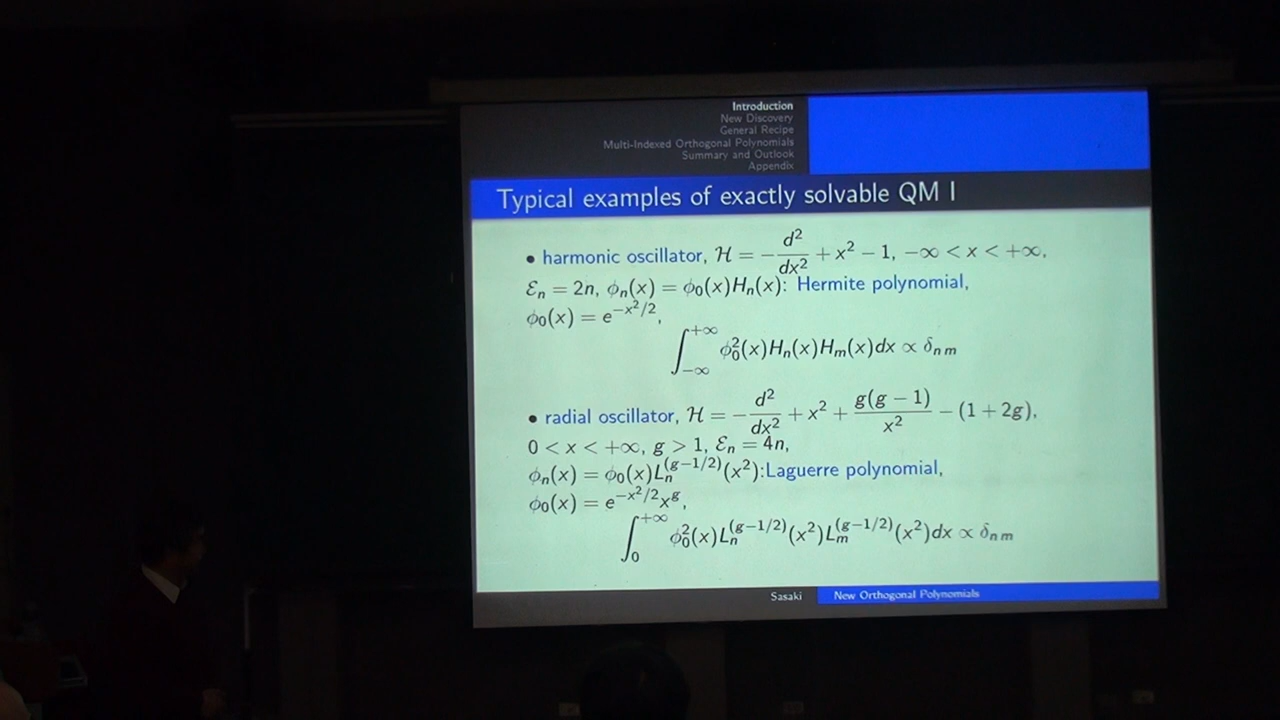 Introduction
New Discovery
General Recipe
Multi-Indexed Orthogonal Polynomials
Summary and Outlook
Appendix
Typical examples of exactly solvable QM I
• harmonic oscillator, ℋ = −d²/dx² + x² − 1, −∞ < x < +∞,
ℰₙ = 2n, ϕₙ(x) = ϕ₀(x)Hₙ(x): Hermite polynomial,
ϕ₀(x) = e^{−x²/2},
∫_{−∞}^{+∞} ϕ₀²(x)Hₙ(x)Hₘ(x)dx ∝ δ_{n m}
• radial oscillator, ℋ = −d²/dx² + x² + g(g − 1)/x² − (1 + 2g),
0 < x < +∞, g > 1, ℰₙ = 4n,
ϕₙ(x) = ϕ₀(x)Lₙ^{(g−1/2)}(x²):Laguerre polynomial,
ϕ₀(x) = e^{−x²/2}x^g,
∫_0^{+∞} ϕ₀²(x)Lₙ^{(g−1/2)}(x²)Lₘ^{(g−1/2)}(x²)dx ∝ δ_{n m}
Sasaki New Orthogonal Polynomials